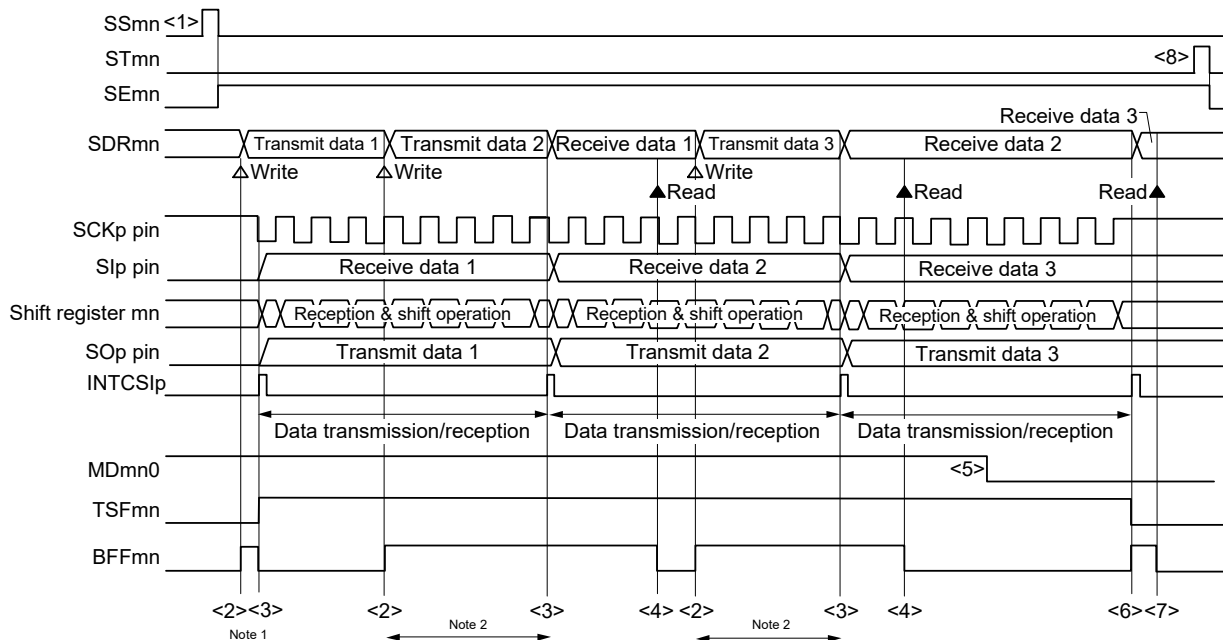 SSmn <1>
STmn <8>
SEmn
Receive data 3
SDRmn Transmit data 1 Transmit data 2 Receive data 1 Transmit data 3 Receive data 2
Write Write Write
Read Read Read
SCKp pin
SIp pin Receive data 1 Receive data 2 Receive data 3
Shift register mn Reception & shift operation Reception & shift operation Reception & shift operation
SOp pin Transmit data 1 Transmit data 2 Transmit data 3
INTCSIp
Data transmission/reception Data transmission/reception Data transmission/reception
MDmn0 <5>
TSFmn
BFFmn
<2> <3> <2> <3> <4> <2> <3> <4> <6> <7>
Note 1 Note 2 Note 2